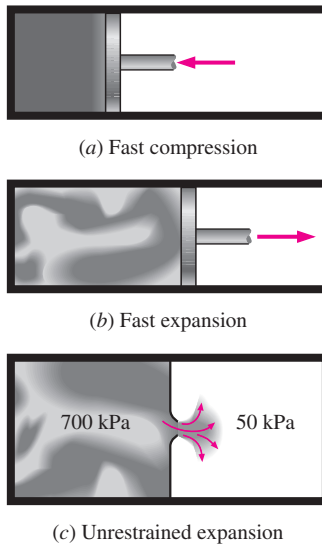 (a) Fast compression
(b) Fast expansion
700 kPa 50 kPa
(c) Unrestrained expansion